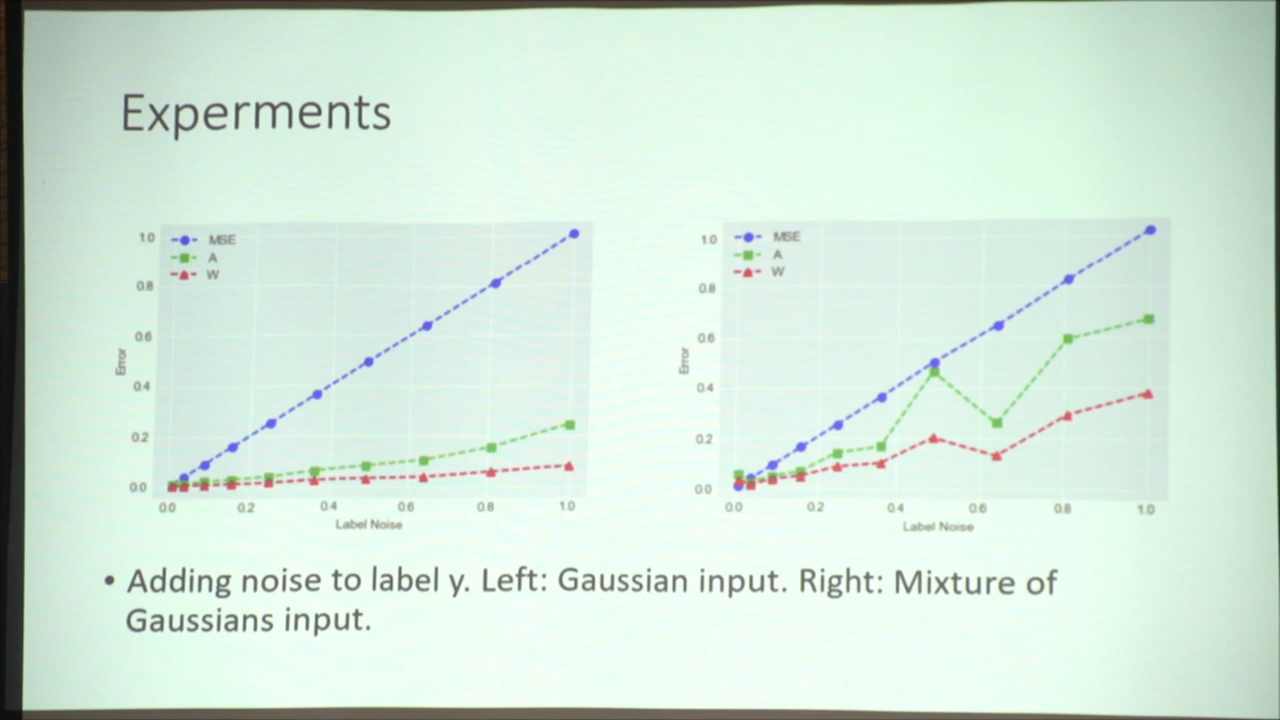 Experments
1.0
0.8
0.6
0.4
0.2
0.0
Error
MSE
A
W
0.0 0.2 0.4 0.6 0.8 1.0
Label Noise
1.0
0.8
0.6
0.4
0.2
0.0
Error
MSE
A
W
0.0 0.2 0.4 0.6 0.8 1.0
Label Noise
• Adding noise to label y. Left: Gaussian input. Right: Mixture of
Gaussians input.